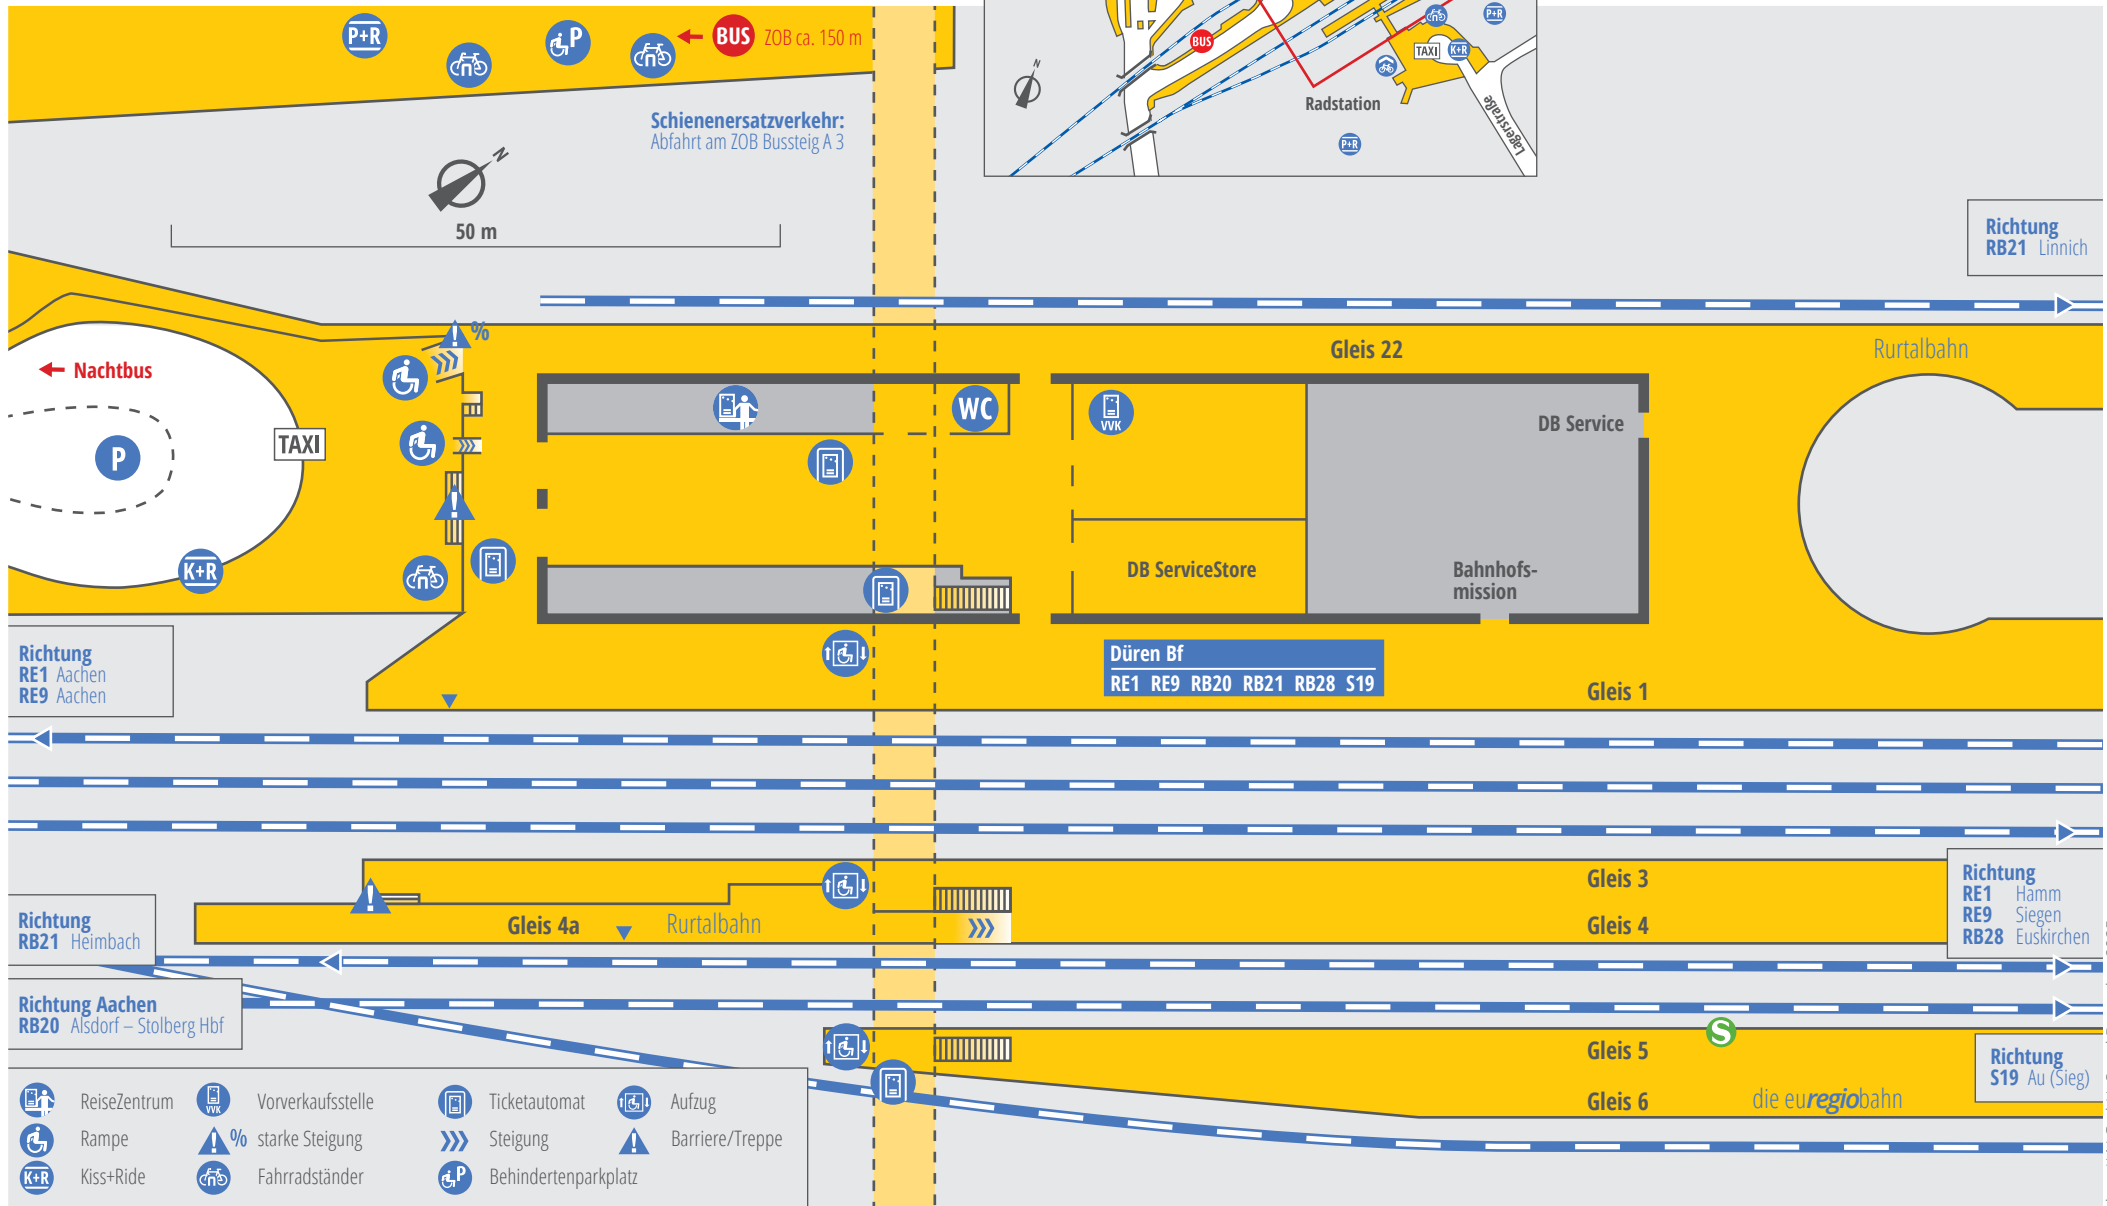 P+R
P
BUS
ZOB ca. 150 m
Schienenersatzverkehr:
Abfahrt am ZOB Bussteig A 3
N
50 m
BUS
N
P+R
TAXI
K+R
Radstation
Lagerstraße
P+R
Richtung
RB21 Linnich
%
Nachtbus
P
TAXI
K+R
Gleis 22
Rurtalbahn
WC
VVK
DB Service
DB ServiceStore
Bahnhofs-
mission
Düren Bf
RE1 RE9 RB20 RB21 RB28 S19
Gleis 1
Richtung
RE1 Aachen
RE9 Aachen
Gleis 3
Gleis 4a
Rurtalbahn
Gleis 4
Richtung
RE1 Hamm
RE9 Siegen
RB28 Euskirchen
Richtung
RB21 Heimbach
Richtung Aachen
RB20 Alsdorf – Stolberg Hbf
S
Gleis 5
Gleis 6
die euregiobahn
Richtung
S19 Au (Sieg)
ReiseZentrum
VVK
Vorverkaufsstelle
Ticketautomat
Aufzug
Rampe
% starke Steigung
Steigung
Barriere/Treppe
K+R
Kiss+Ride
Fahrradständer
P
Behindertenparkplatz